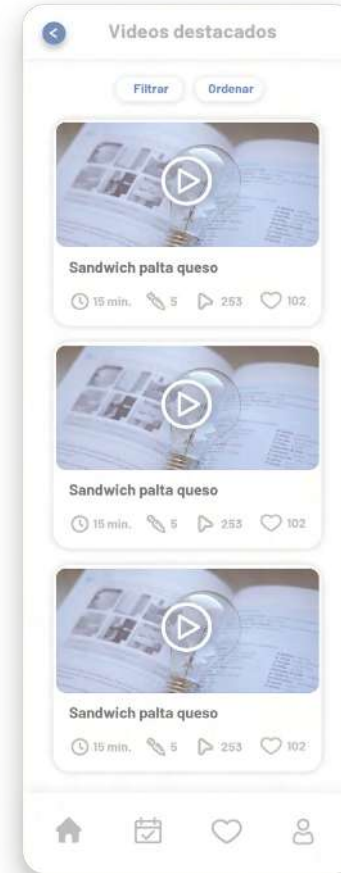 Videos destacados
Filtrar Ordenar
Sandwich palta queso
15 min. 5 253 102
Sandwich palta queso
15 min. 5 253 102
Sandwich palta queso
15 min. 5 253 102